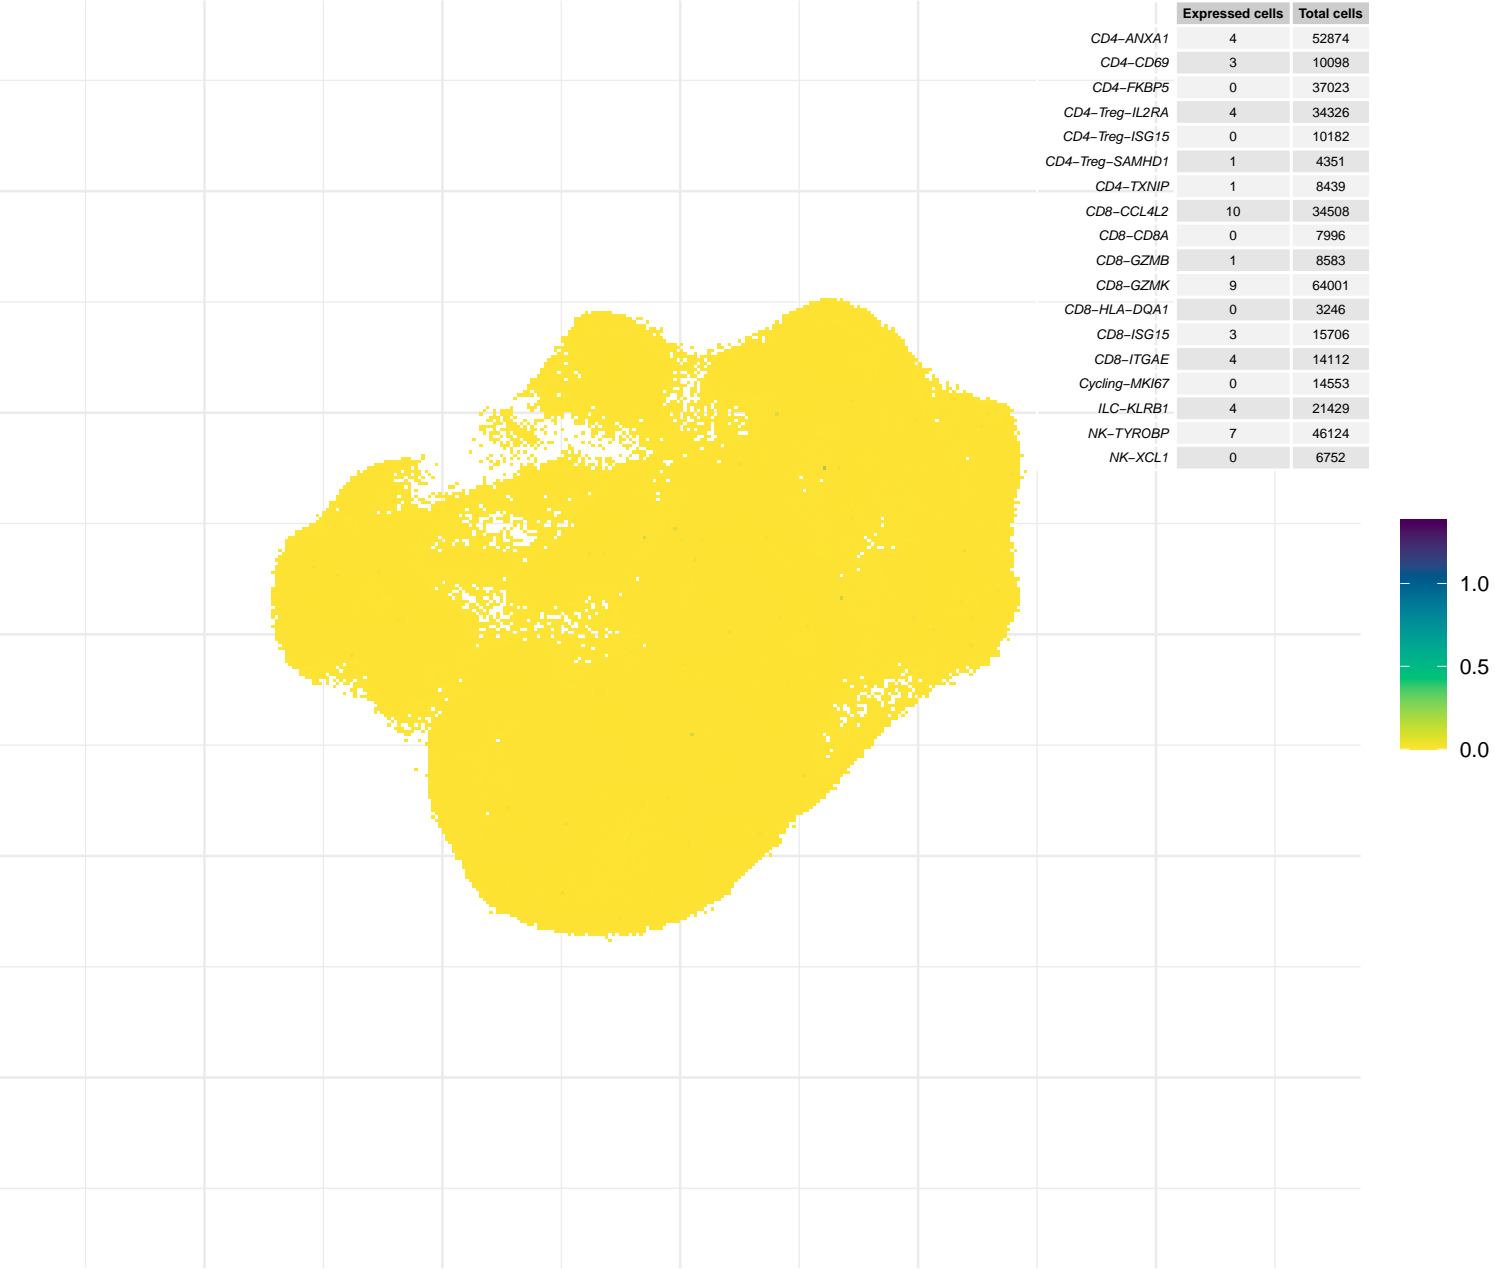 Expressed cells Total cells
CD4−ANXA1 4 52874
CD4−CD69 3 10098
CD4−FKBP5 0 37023
CD4−Treg−IL2RA 4 34326
CD4−Treg−ISG15 0 10182
CD4−Treg−SAMHD1 1 4351
CD4−TXNIP 1 8439
CD8−CCL4L2 10 34508
CD8−CD8A 0 7996
CD8−GZMB 1 8583
CD8−GZMK 9 64001
CD8−HLA−DQA1 0 3246
CD8−ISG15 3 15706
CD8−ITGAE 4 14112
Cycling−MKI67 0 14553
ILC−KLRB1 4 21429
NK−TYROBP 7 46124
NK−XCL1 0 6752
1.0
0.5
0.0